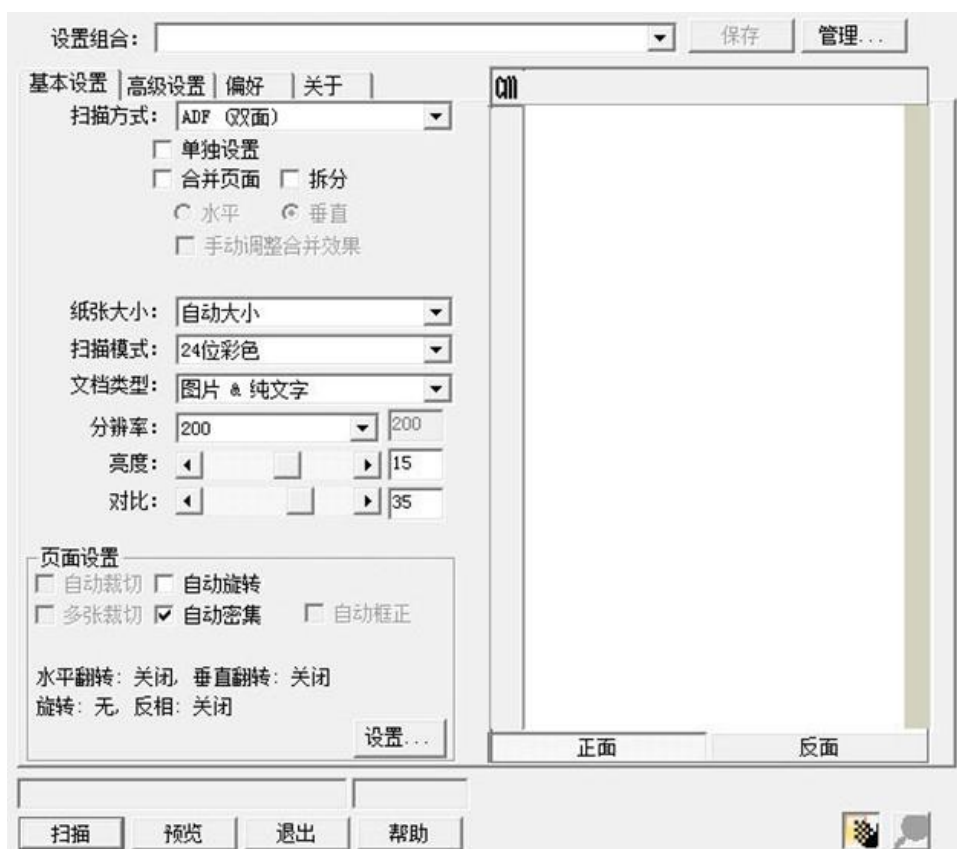 设置组合： 保存 管理...
基本设置 高级设置 偏好 关于
cm
扫描方式： ADF （双面）
单独设置
合并页面 拆分
水平 垂直
手动调整合并效果
纸张大小： 自动大小
扫描模式： 24位彩色
文档类型： 图片 & 纯文字
分辨率： 200 200
亮度： 15
对比： 35
页面设置
自动裁切 自动旋转
多张裁切 自动密集 自动框正
水平翻转：关闭，垂直翻转：关闭
旋转：无，反相：关闭
设置...
正面 反面
扫描 预览 退出 帮助